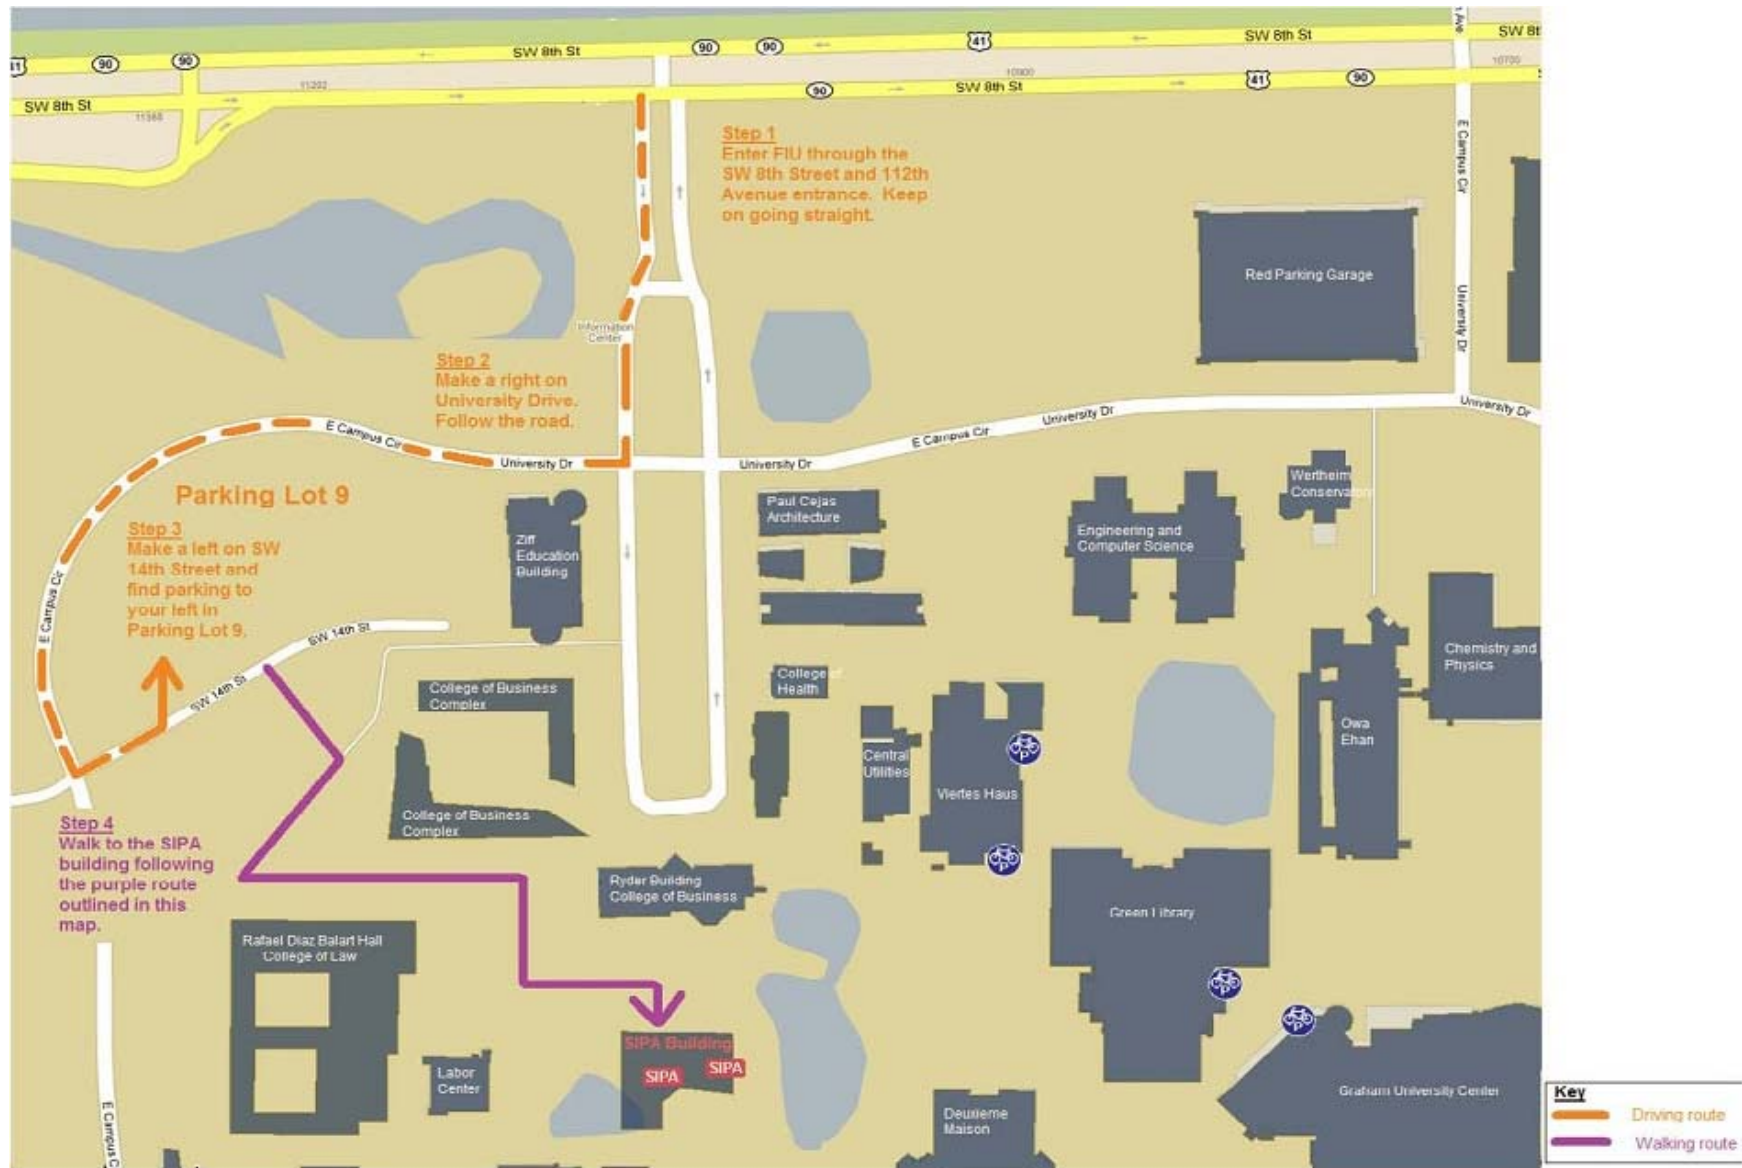 SW 8th St
SW 8th St
SW 8th St
SW 8th St
SW 8th St
90
90
90
90
41
90
41
90
11202
10900
10700
E Campus Cir
University Dr
Step 1
Enter FIU through the
SW 8th Street and 112th
Avenue entrance. Keep
on going straight.
Red Parking Garage
Information
Center
Step 2
Make a right on
University Drive.
Follow the road.
E Campus Cir
University Dr
University Dr
E Campus Cir
University Dr
University Dr
Parking Lot 9
Step 3
Make a left on SW
14th Street and
find parking to
your left in
Parking Lot 9.
E Campus Cir
SW 14th St
SW 14th St
Ziff
Education
Building
Paul Cejas
Architecture
Engineering and
Computer Science
Wertheim
Conservatory
Chemistry and
Physics
College of
Health
College of Business
Complex
College of Business
Complex
Central
Utilities
Viertes Haus
P
P
Owa
Ehan
Step 4
Walk to the SIPA
building following
the purple route
outlined in this
map.
Ryder Building
College of Business
Green Library
P
P
Rafael Diaz Balart Hall
College of Law
Labor
Center
SIPA Building
SIPA
SIPA
Deuxieme
Maison
Graham University Center
E Campus C
Key
Driving route
Walking route